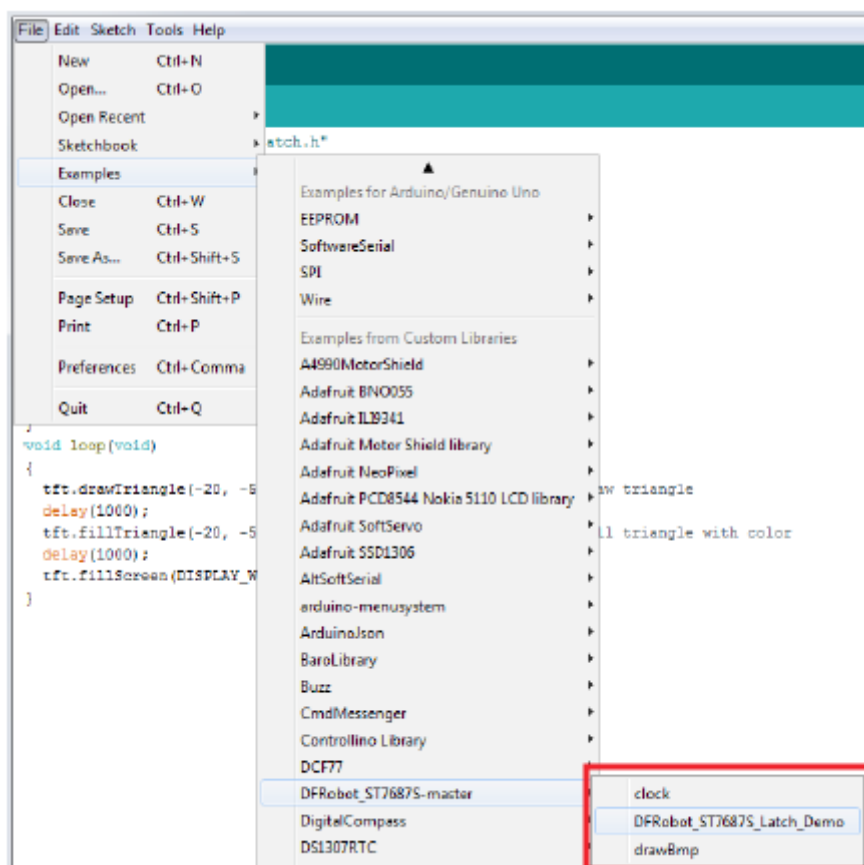 File Edit Sketch Tools Help
New Ctrl+N
Open... Ctrl+O
Open Recent
Sketchbook
Examples
Close Ctrl+W
Save Ctrl+S
Save As... Ctrl+Shift+S
Page Setup Ctrl+Shift+P
Print Ctrl+P
Preferences Ctrl+Comma
Quit Ctrl+Q
atch.h"
Examples for Arduino/Genuino Uno
EEPROM
SoftwareSerial
SPI
Wire
Examples from Custom Libraries
A4990MotorShield
Adafruit BNO055
Adafruit ILI9341
Adafruit Motor Shield library
Adafruit NeoPixel
Adafruit PCD8544 Nokia 5110 LCD library
Adafruit SoftServo
Adafruit SSD1306
AltSoftSerial
arduino-menusystem
ArduinoJson
BaroLibrary
Buzz
CmdMessenger
Controllino Library
DCF77
DFRobot_ST7687S-master
DigitalCompass
DS1307RTC
clock
DFRobot_ST7687S_Latch_Demo
drawBmp
}
void loop(void)
{
tft.drawTriangle(-20, -5 aw triangle
delay(1000);
tft.fillTriangle(-20, -5 ll triangle with color
delay(1000);
tft.fillScreen(DISPLAY_W
}